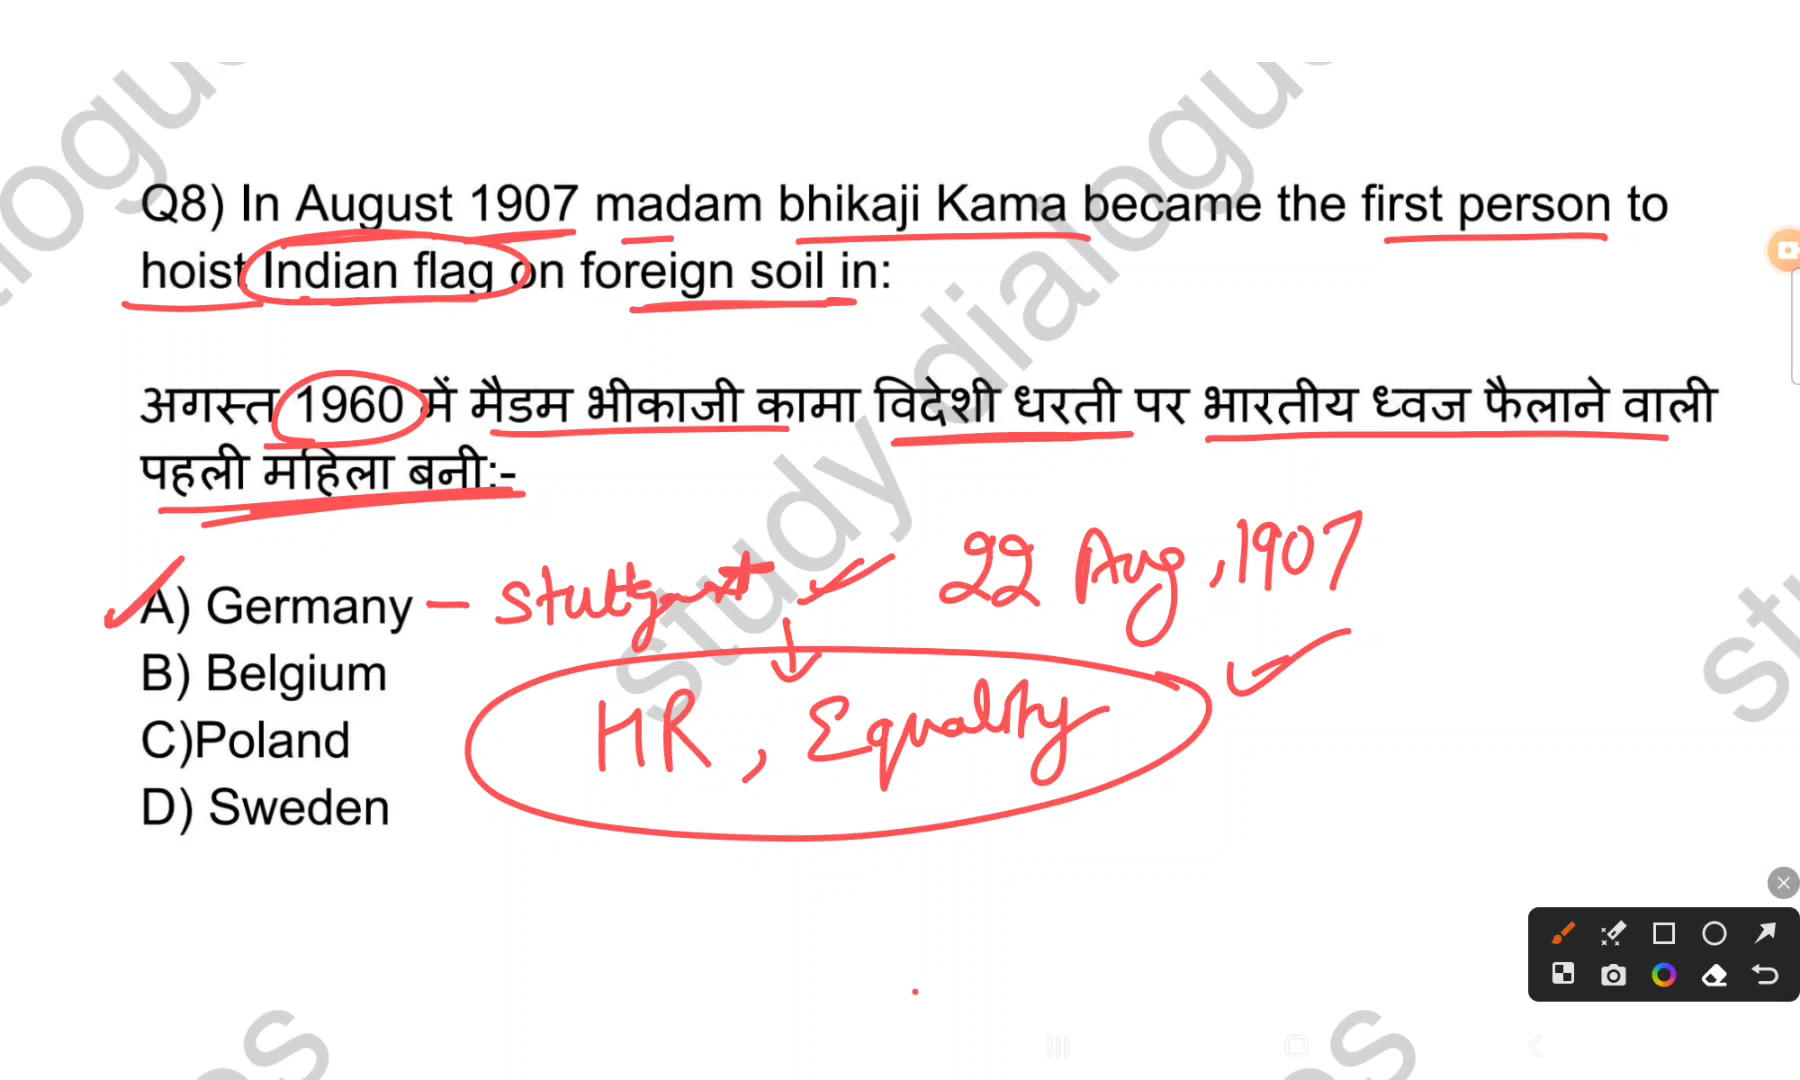 Q8) In August 1907 madam bhikaji Kama became the first person to
hoist Indian flag on foreign soil in:
अगस्त 1960 में मैडम भीकाजी कामा विदेशी धरती पर भारतीय ध्वज फैलाने वाली
पहली महिला बनी:-
A) Germany – Stuttgart 22 Aug, 1907
B) Belgium
HR, Equality
C)Poland
D) Sweden
study dialogus